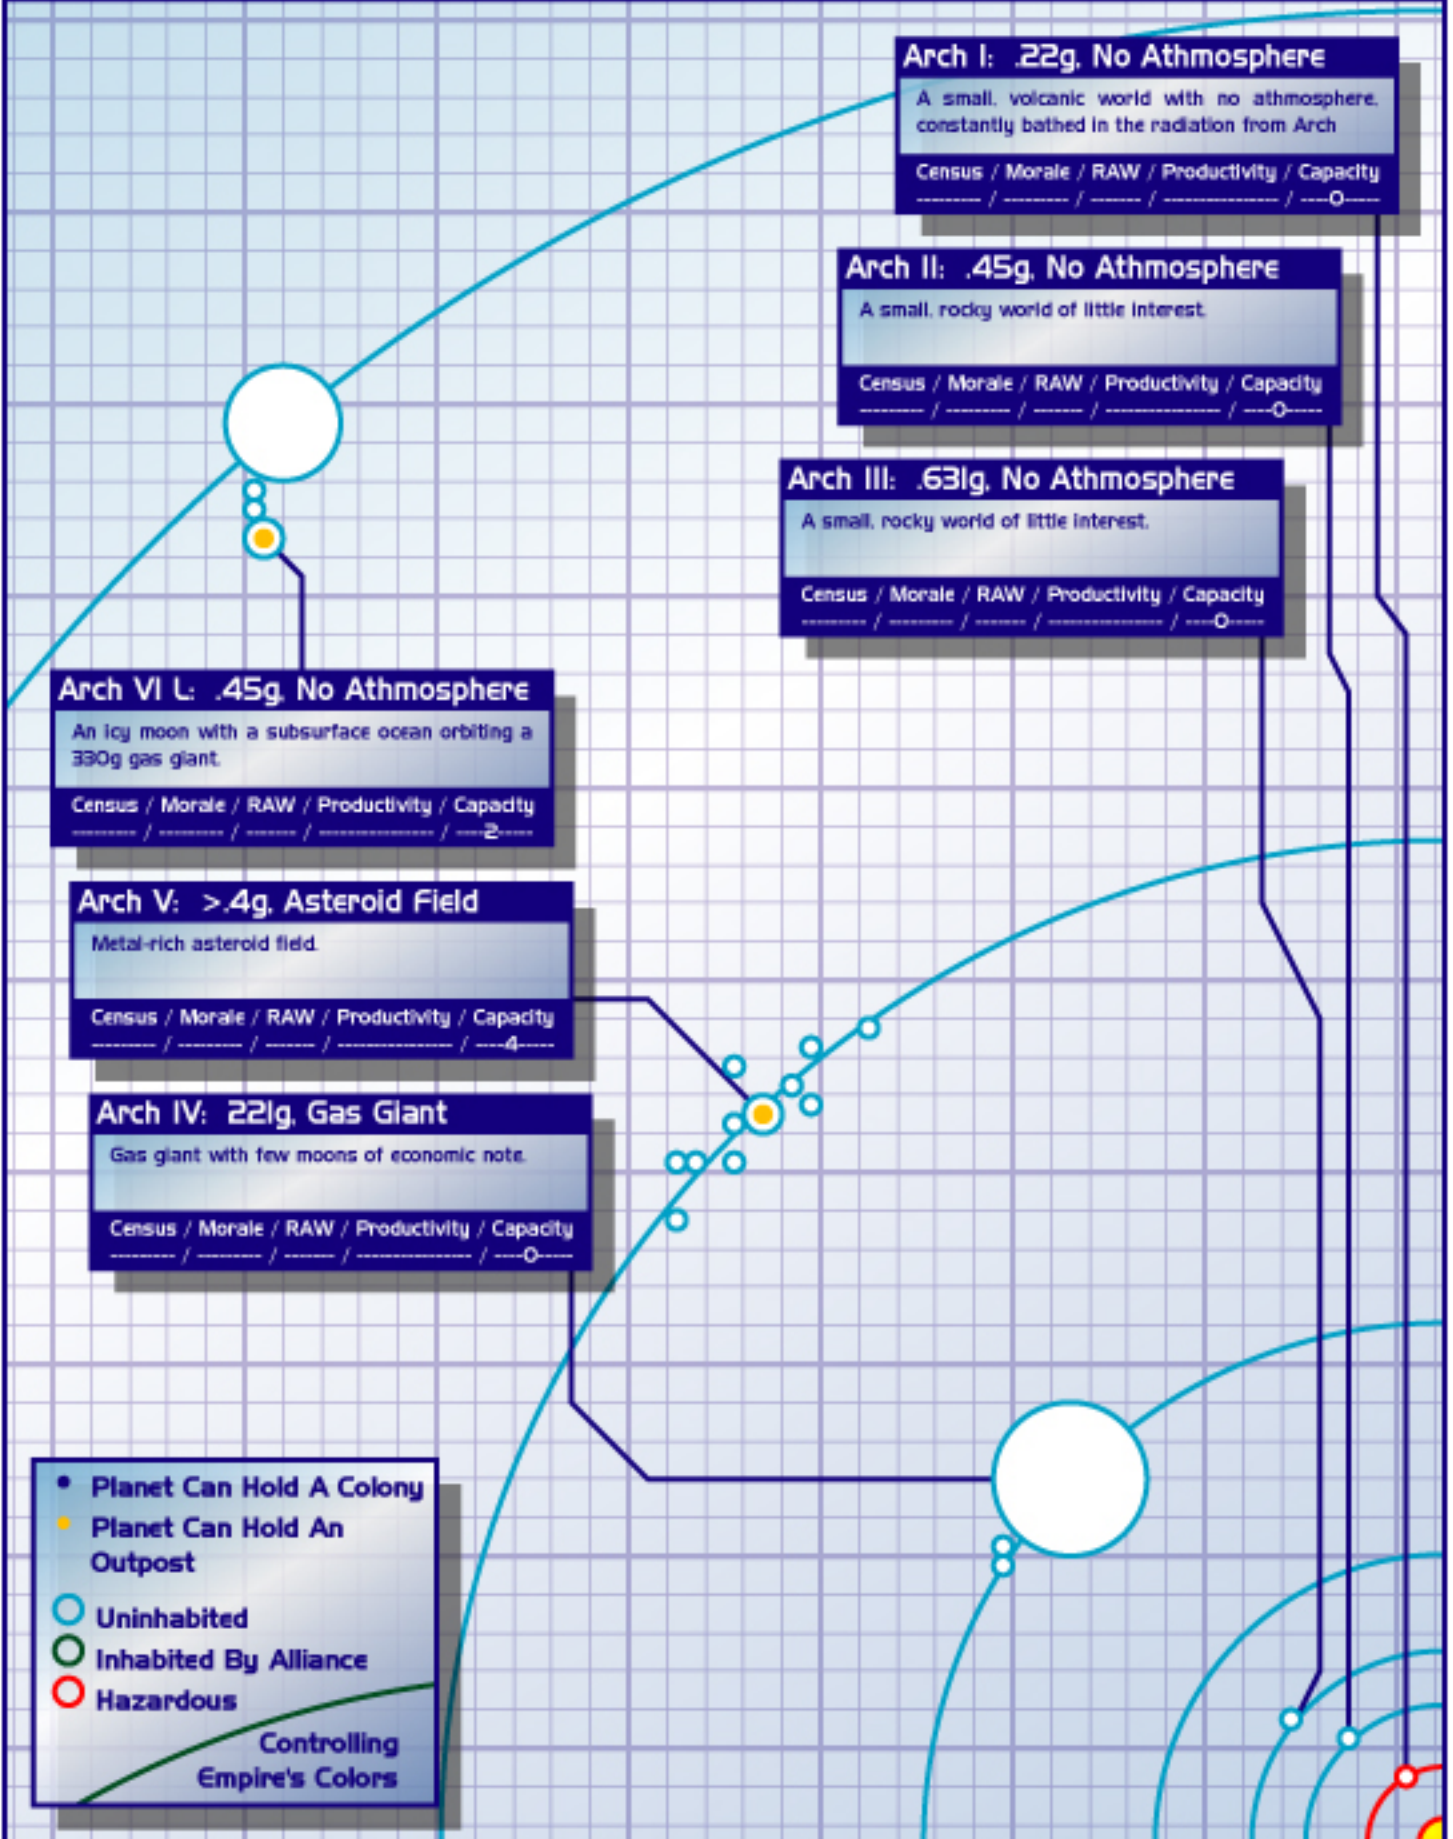 Arch I: .22g, No Athmosphere
A small, volcanic world with no athmosphere,
constantly bathed in the radiation from Arch
Census / Morale / RAW / Productivity / Capacity
--------- / --------- / ------- / ---------------- / ----0-----
Arch II: .45g, No Athmosphere
A small, rocky world of little interest.
Census / Morale / RAW / Productivity / Capacity
--------- / --------- / ------- / ---------------- / ----0-----
Arch III: .631g, No Athmosphere
A small, rocky world of little interest.
Census / Morale / RAW / Productivity / Capacity
--------- / --------- / ------- / ---------------- / ----0-----
Arch VI L: .45g, No Athmosphere
An icy moon with a subsurface ocean orbiting a
330g gas giant.
Census / Morale / RAW / Productivity / Capacity
--------- / --------- / ------- / ---------------- / ----2-----
Arch V: >.4g, Asteroid Field
Metal-rich asteroid field.
Census / Morale / RAW / Productivity / Capacity
--------- / --------- / ------- / ---------------- / ----4-----
Arch IV: 221g, Gas Giant
Gas giant with few moons of economic note.
Census / Morale / RAW / Productivity / Capacity
--------- / --------- / ------- / ---------------- / ----0-----
Planet Can Hold A Colony
Planet Can Hold An
Outpost
Uninhabited
Inhabited By Alliance
Hazardous
Controlling
Empire's Colors